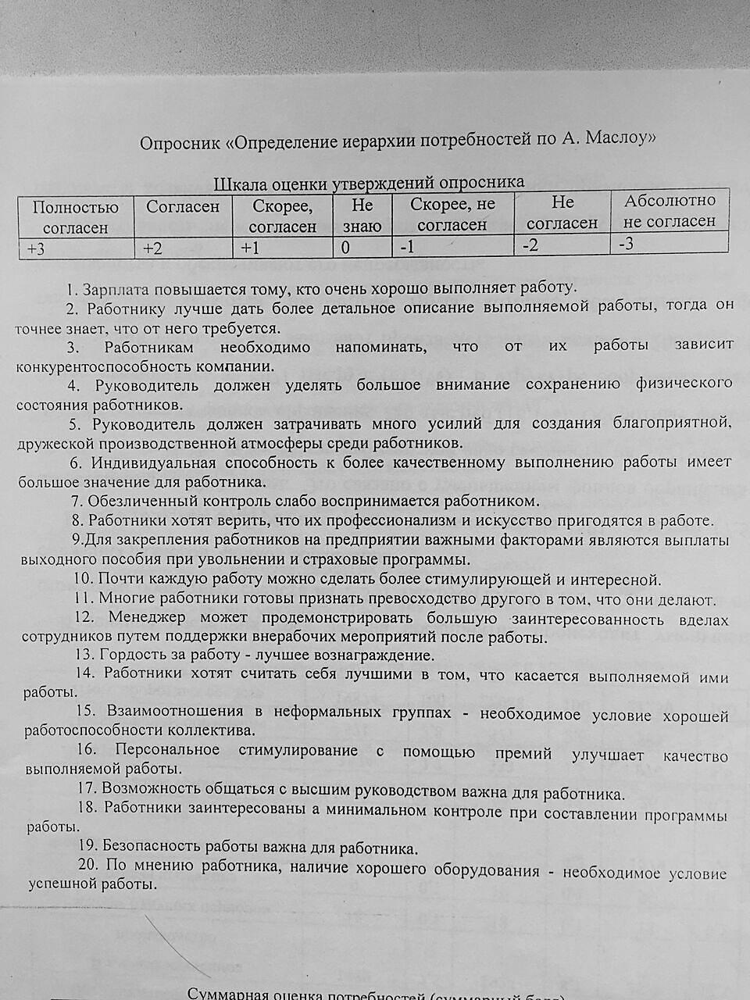 Опросник «Определение иерархии потребностей по А. Маслоу»
Шкала оценки утверждений опросника
Полностью согласен Согласен Скорее, согласен Не знаю Скорее, не согласен Не согласен Абсолютно не согласен
+3 +2 +1 0 -1 -2 -3
1. Зарплата повышается тому, кто очень хорошо выполняет работу.
2. Работнику лучше дать более детальное описание выполняемой работы, тогда он
точнее знает, что от него требуется.
3. Работникам необходимо напоминать, что от их работы зависит
конкурентоспособность компании.
4. Руководитель должен уделять большое внимание сохранению физического
состояния работников.
5. Руководитель должен затрачивать много усилий для создания благоприятной,
дружеской производственной атмосферы среди работников.
6. Индивидуальная способность к более качественному выполнению работы имеет
большое значение для работника.
7. Обезличенный контроль слабо воспринимается работником.
8. Работники хотят верить, что их профессионализм и искусство пригодятся в работе.
9.Для закрепления работников на предприятии важными факторами являются выплаты
выходного пособия при увольнении и страховые программы.
10. Почти каждую работу можно сделать более стимулирующей и интересной.
11. Многие работники готовы признать превосходство другого в том, что они делают.
12. Менеджер может продемонстрировать большую заинтересованность вделах
сотрудников путем поддержки внерабочих мероприятий после работы.
13. Гордость за работу - лучшее вознаграждение.
14. Работники хотят считать себя лучшими в том, что касается выполняемой ими
работы.
15. Взаимоотношения в неформальных группах - необходимое условие хорошей
работоспособности коллектива.
16. Персональное стимулирование с помощью премий улучшает качество
выполняемой работы.
17. Возможность общаться с высшим руководством важна для работника.
18. Работники заинтересованы а минимальном контроле при составлении программы
работы.
19. Безопасность работы важна для работника.
20. По мнению работника, наличие хорошего оборудования - необходимое условие
успешной работы.
Суммарная оценка потребностей (суммарный балл)